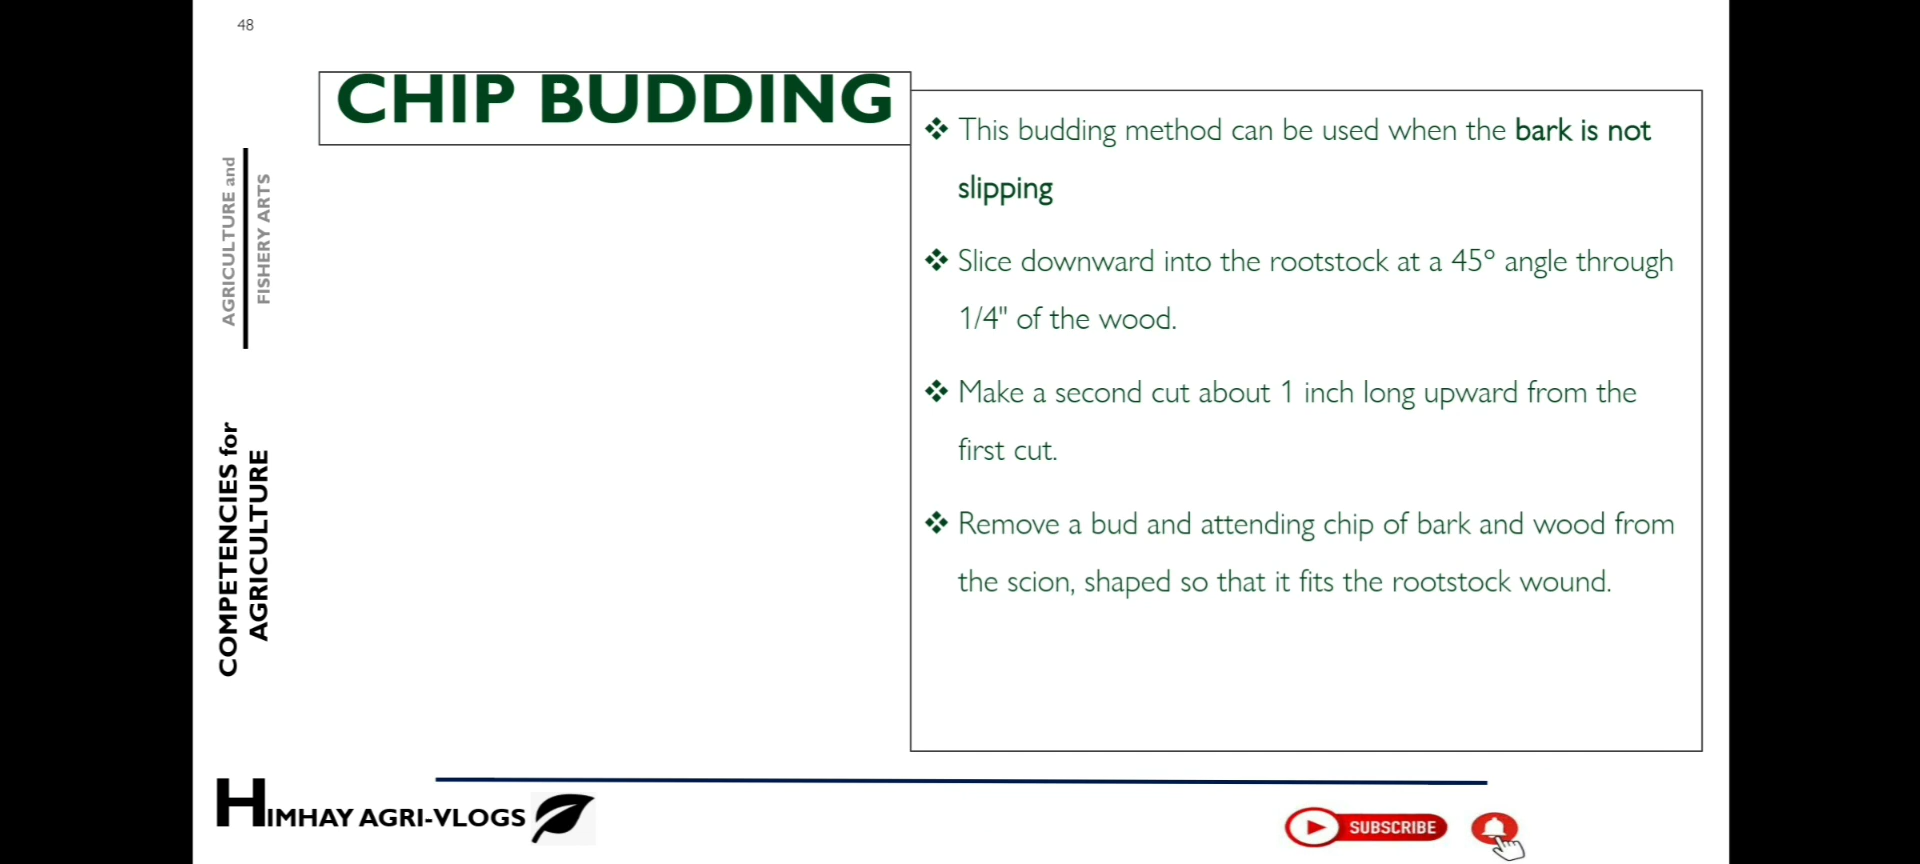 48
CHIP BUDDING
❖ This budding method can be used when the bark is not
slipping
❖ Slice downward into the rootstock at a 45° angle through
1/4" of the wood.
❖ Make a second cut about 1 inch long upward from the
first cut.
❖ Remove a bud and attending chip of bark and wood from
the scion, shaped so that it fits the rootstock wound.
AGRICULTURE and
FISHERY ARTS
COMPETENCIES for
AGRICULTURE
HIMHAY AGRI-VLOGS
SUBSCRIBE